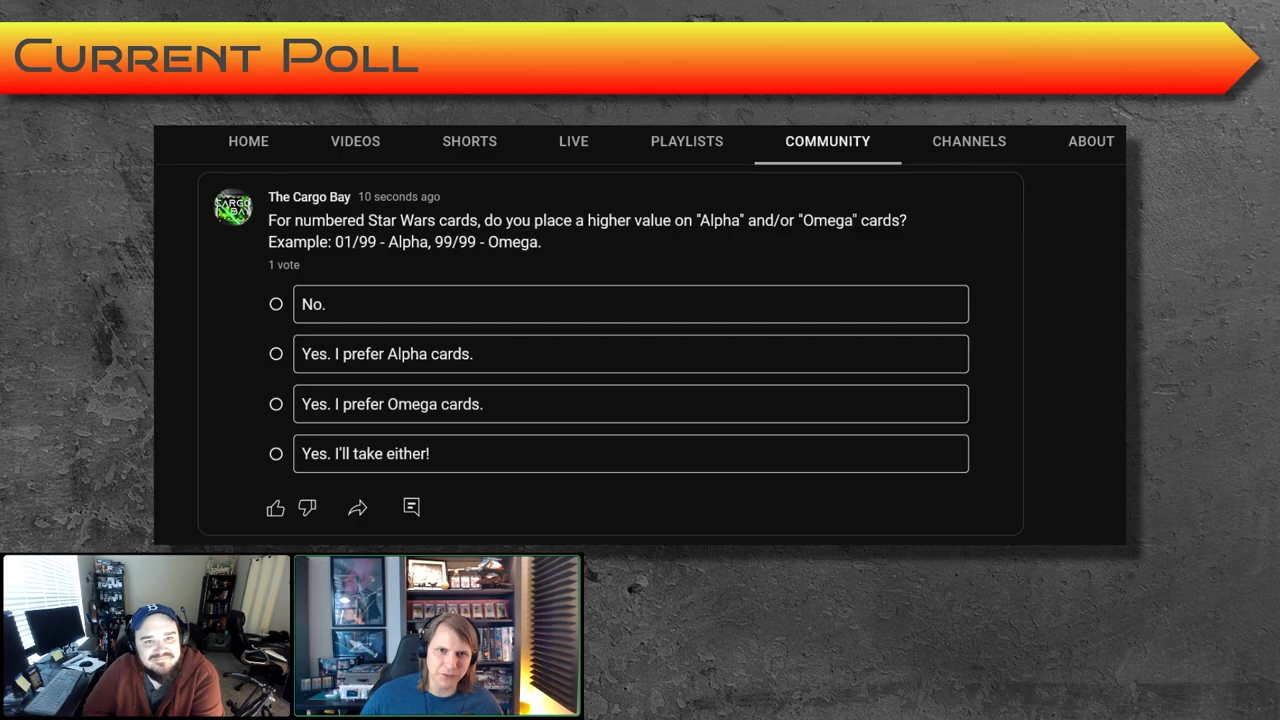 CURRENT POLL
HOME VIDEOS SHORTS LIVE PLAYLISTS COMMUNITY CHANNELS ABOUT
CARGO
BAY
The Cargo Bay 10 seconds ago
For numbered Star Wars cards, do you place a higher value on "Alpha" and/or "Omega" cards?
Example: 01/99 - Alpha, 99/99 - Omega.
1 vote
No.
Yes. I prefer Alpha cards.
Yes. I prefer Omega cards.
Yes. I'll take either!
B